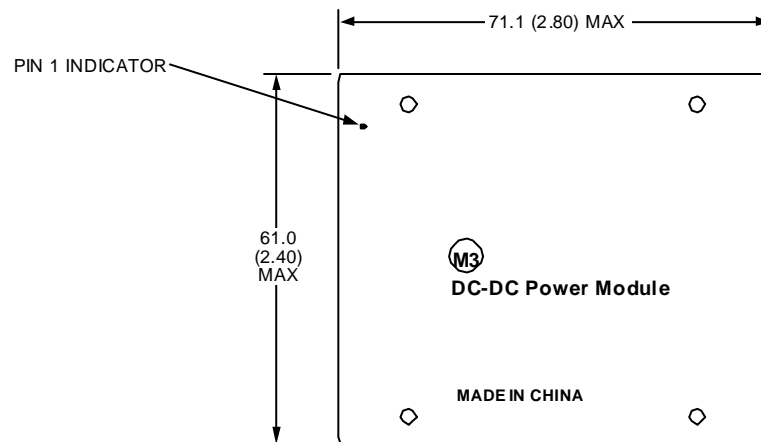 71.1 (2.80) MAX
PIN 1 INDICATOR
61.0
(2.40)
MAX
M3
DC-DC Power Module
MADE IN CHINA